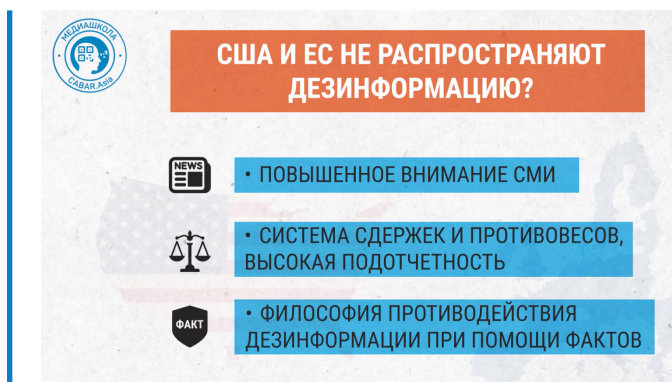 МЕДИАШКОЛА
CABAR.Asia
США И ЕС НЕ РАСПРОСТРАНЯЮТ
ДЕЗИНФОРМАЦИЮ?
NEWS
• ПОВЫШЕННОЕ ВНИМАНИЕ СМИ
• СИСТЕМА СДЕРЖЕК И ПРОТИВОВЕСОВ,
ВЫСОКАЯ ПОДОТЧЕТНОСТЬ
ФАКТ
• ФИЛОСОФИЯ ПРОТИВОДЕЙСТВИЯ
ДЕЗИНФОРМАЦИИ ПРИ ПОМОЩИ ФАКТОВ